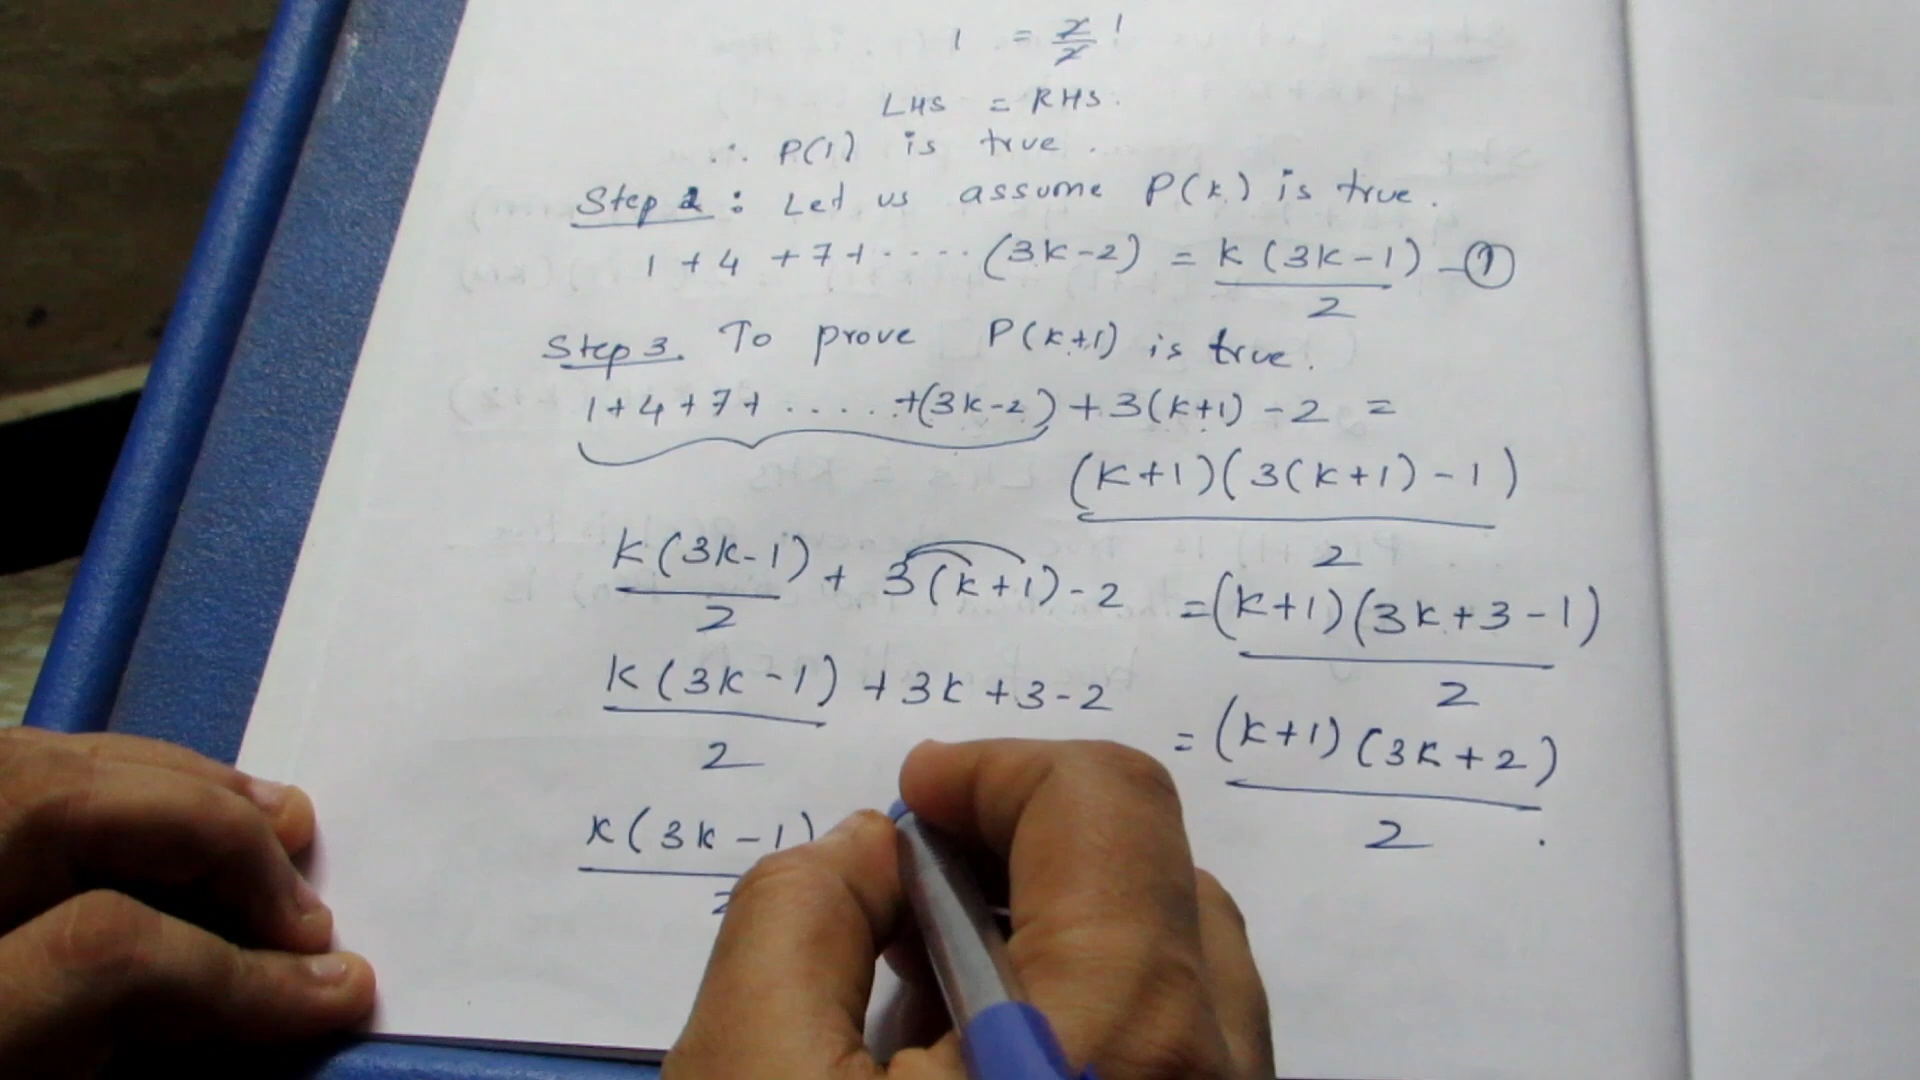 1 = 2/2 1
LHS = RHS.
∴ P(1) is true.
Step 2: Let us assume P(k) is true.
1 + 4 + 7 + .... (3k-2) = k(3k-1)/2 - ①
Step 3. To prove P(k+1) is true.
1 + 4 + 7 + ..... +(3k-2) + 3(k+1) - 2 =
(k+1)(3(k+1) - 1)/2
k(3k-1)/2 + 3(k+1) - 2 = (k+1)(3k+3-1)/2
k(3k-1)/2 + 3k + 3 - 2 = (k+1)(3k+2)/2.
k(3k-1)/2